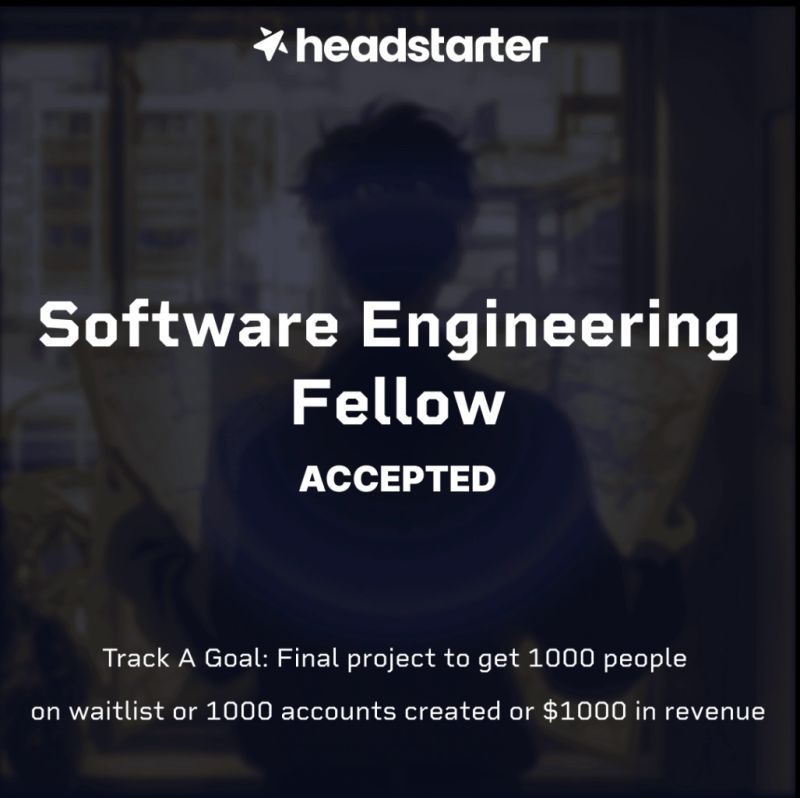 headstarter
Software Engineering
Fellow
ACCEPTED
Track A Goal: Final project to get 1000 people
on waitlist or 1000 accounts created or $1000 in revenue